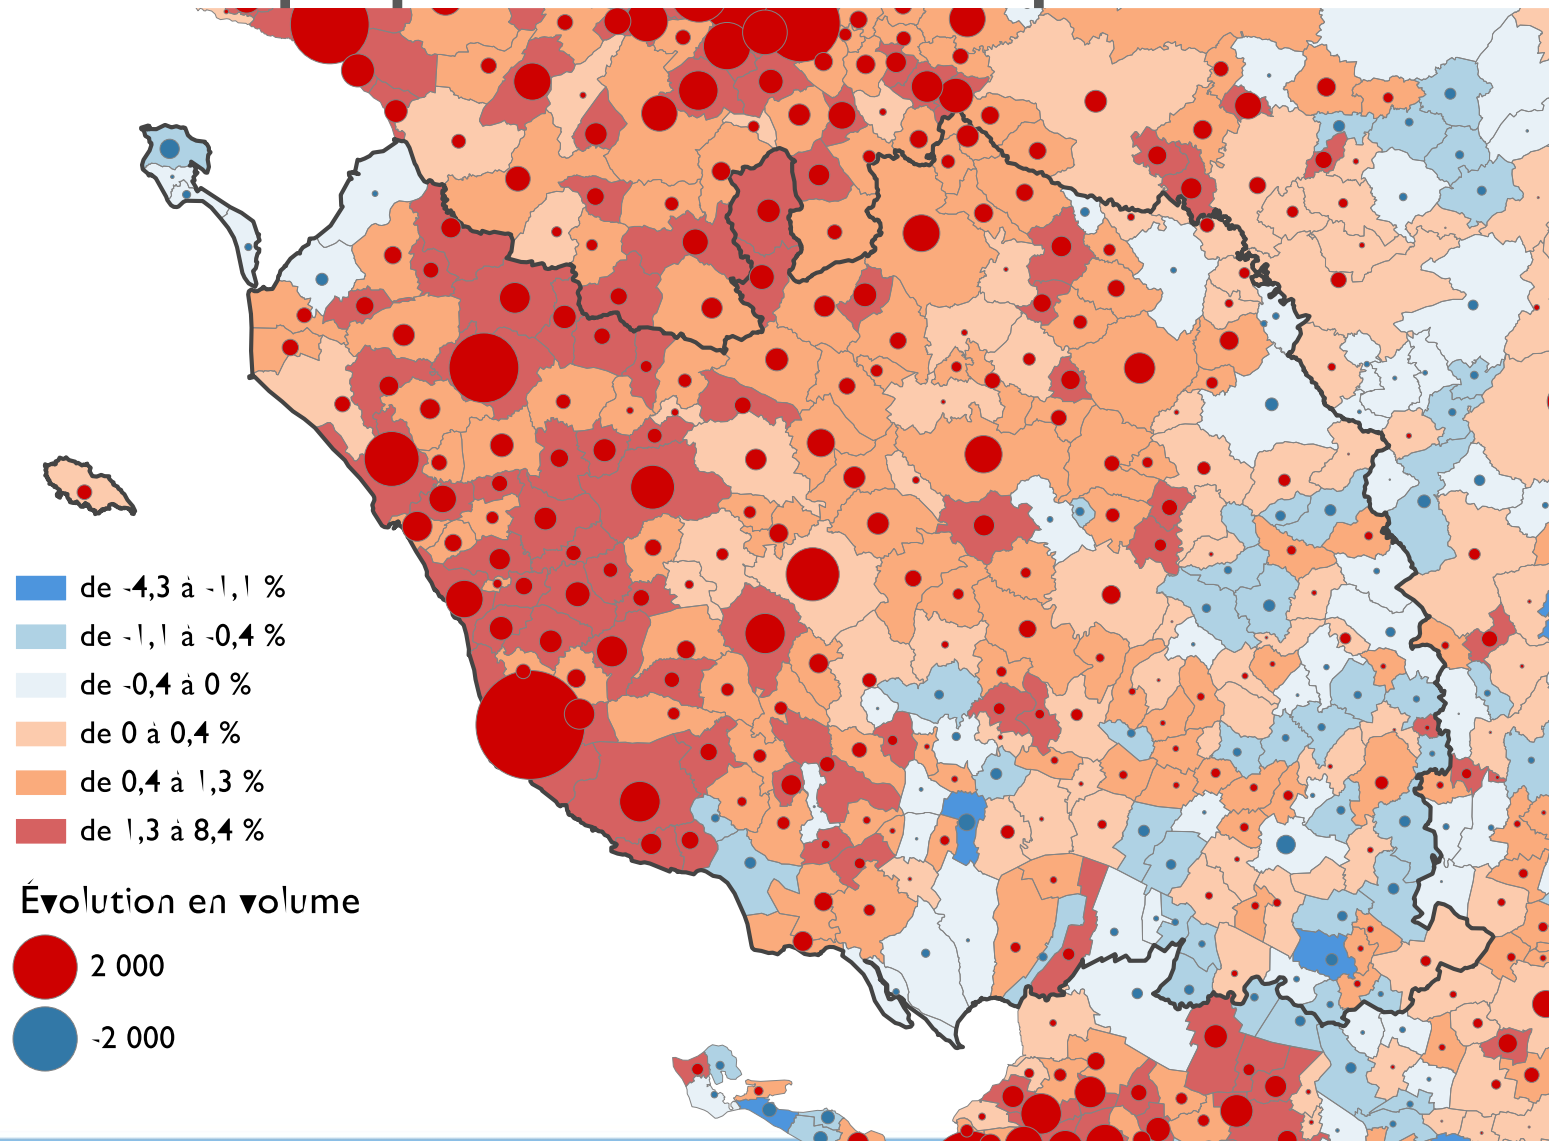 de -4,3 à -1,1 %
de -1,1 à -0,4 %
de -0,4 à 0 %
de 0 à 0,4 %
de 0,4 à 1,3 %
de 1,3 à 8,4 %
Évolution en volume
2 000
-2 000